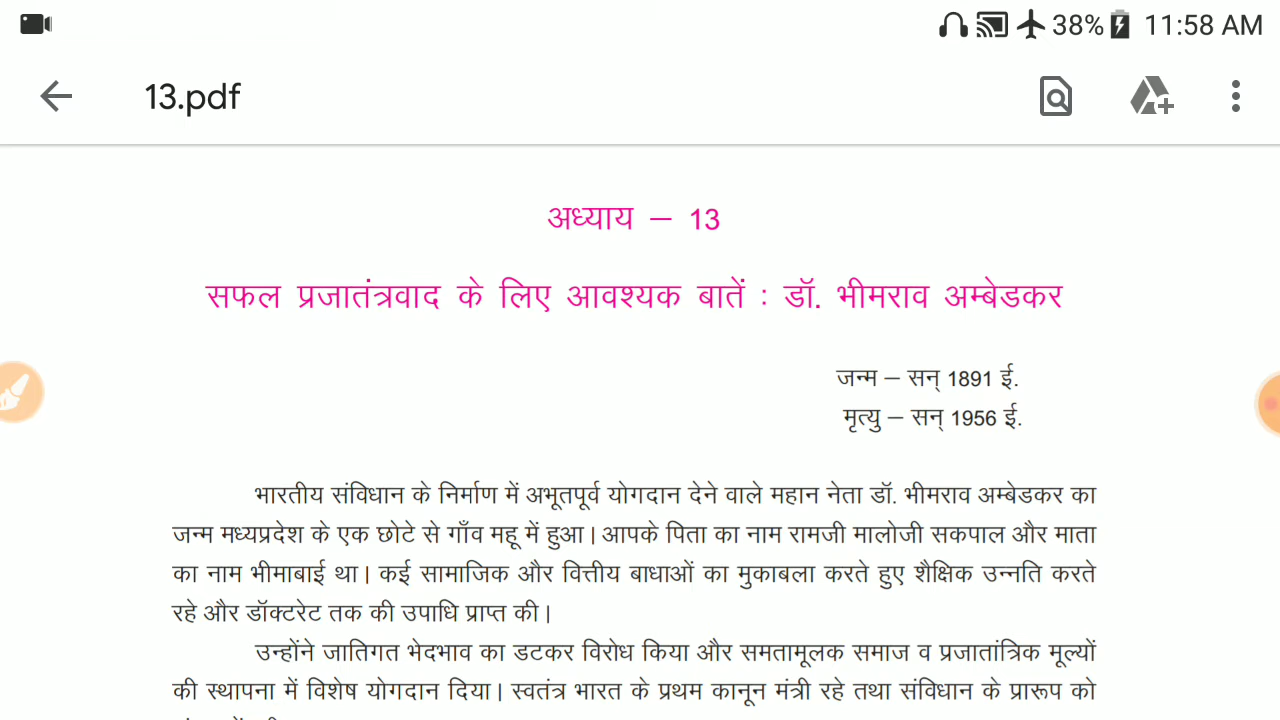 38% 11:58 AM
13.pdf
अध्याय – 13
सफल प्रजातंत्रवाद के लिए आवश्यक बातें : डॉ. भीमराव अम्बेडकर
जन्म – सन् 1891 ई.
मृत्यु – सन् 1956 ई.
भारतीय संविधान के निर्माण में अभूतपूर्व योगदान देने वाले महान नेता डॉ. भीमराव अम्बेडकर का
जन्म मध्यप्रदेश के एक छोटे से गाँव महू में हुआ। आपके पिता का नाम रामजी मालोजी सकपाल और माता
का नाम भीमाबाई था। कई सामाजिक और वित्तीय बाधाओं का मुकाबला करते हुए शैक्षिक उन्नति करते
रहे और डॉक्टरेट तक की उपाधि प्राप्त की।
उन्होंने जातिगत भेदभाव का डटकर विरोध किया और समतामूलक समाज व प्रजातांत्रिक मूल्यों
की स्थापना में विशेष योगदान दिया। स्वतंत्र भारत के प्रथम कानून मंत्री रहे तथा संविधान के प्रारूप को